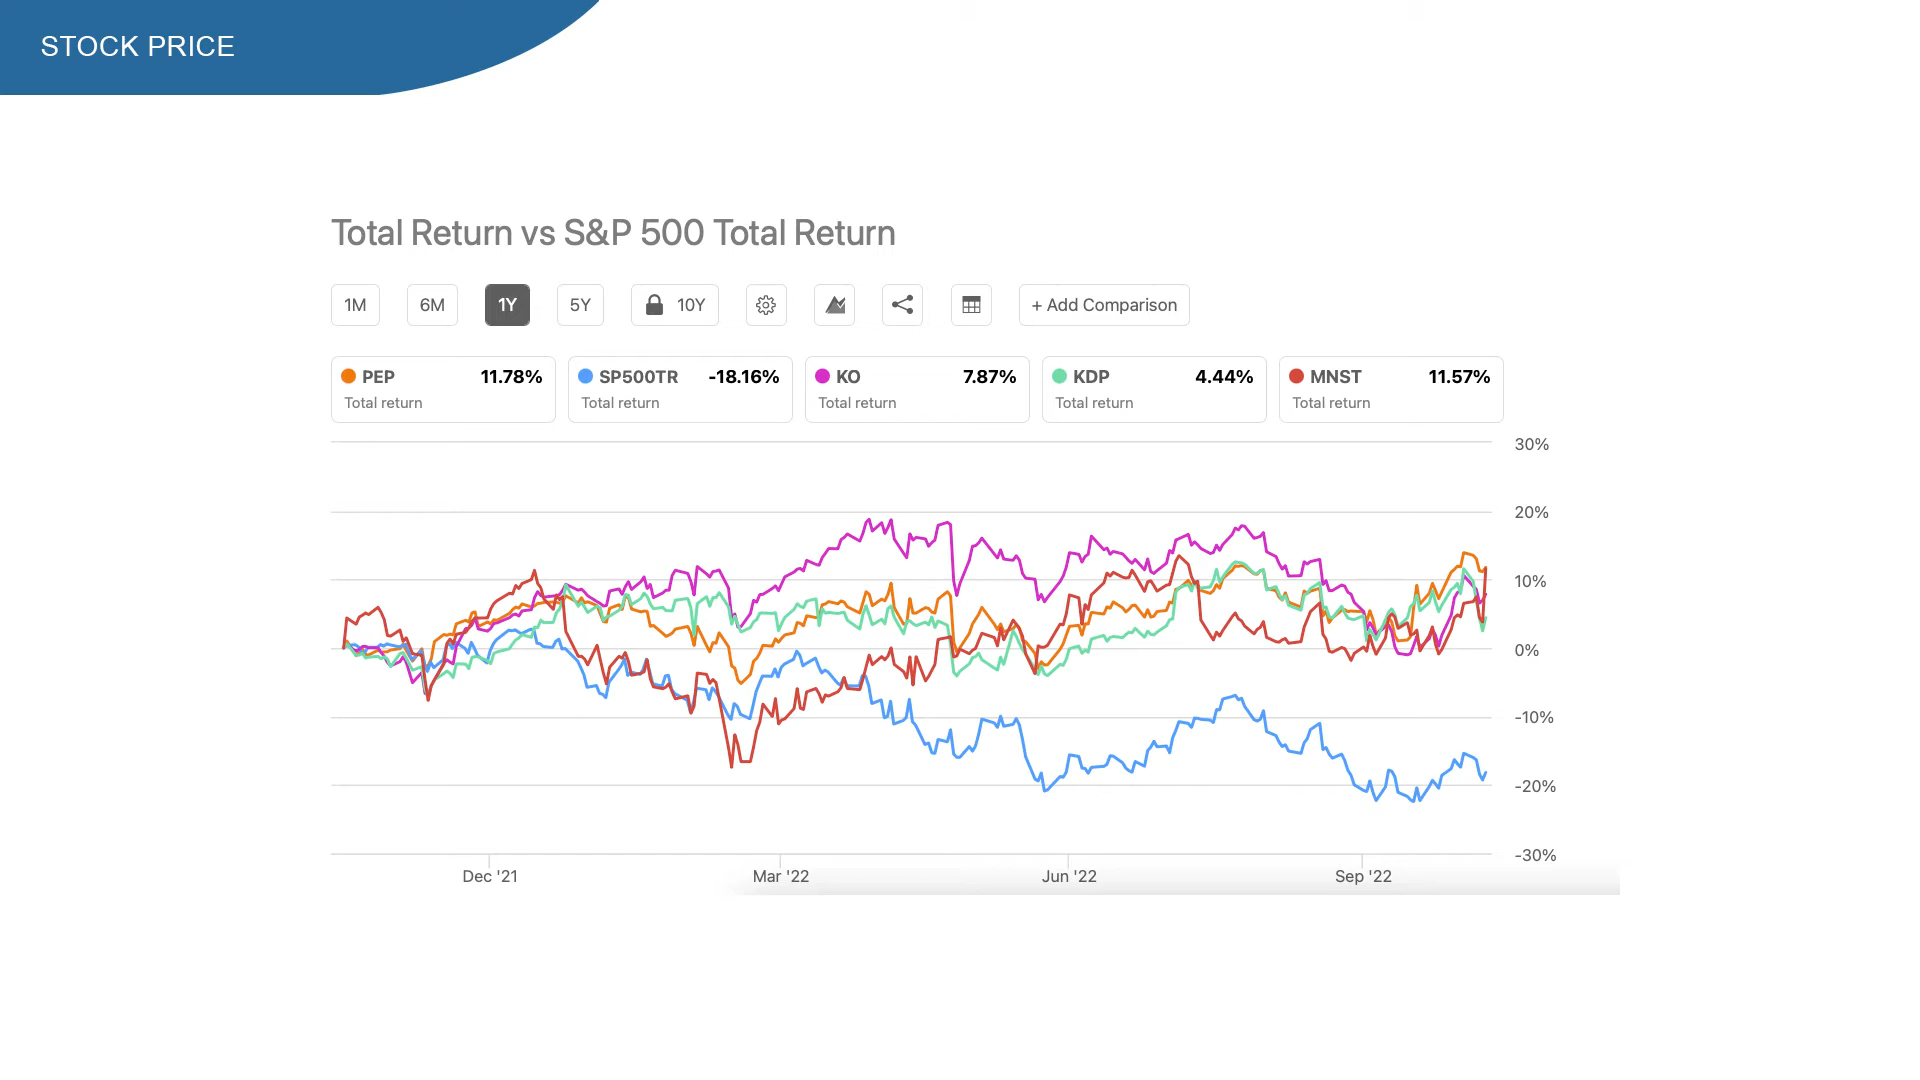 STOCK PRICE
Total Return vs S&P 500 Total Return
1M 6M 1Y 5Y 10Y + Add Comparison
PEP 11.78% SP500TR -18.16% KO 7.87% KDP 4.44% MNST 11.57%
Total return Total return Total return Total return Total return
30%
20%
10%
0%
-10%
-20%
-30%
Dec '21 Mar '22 Jun '22 Sep '22